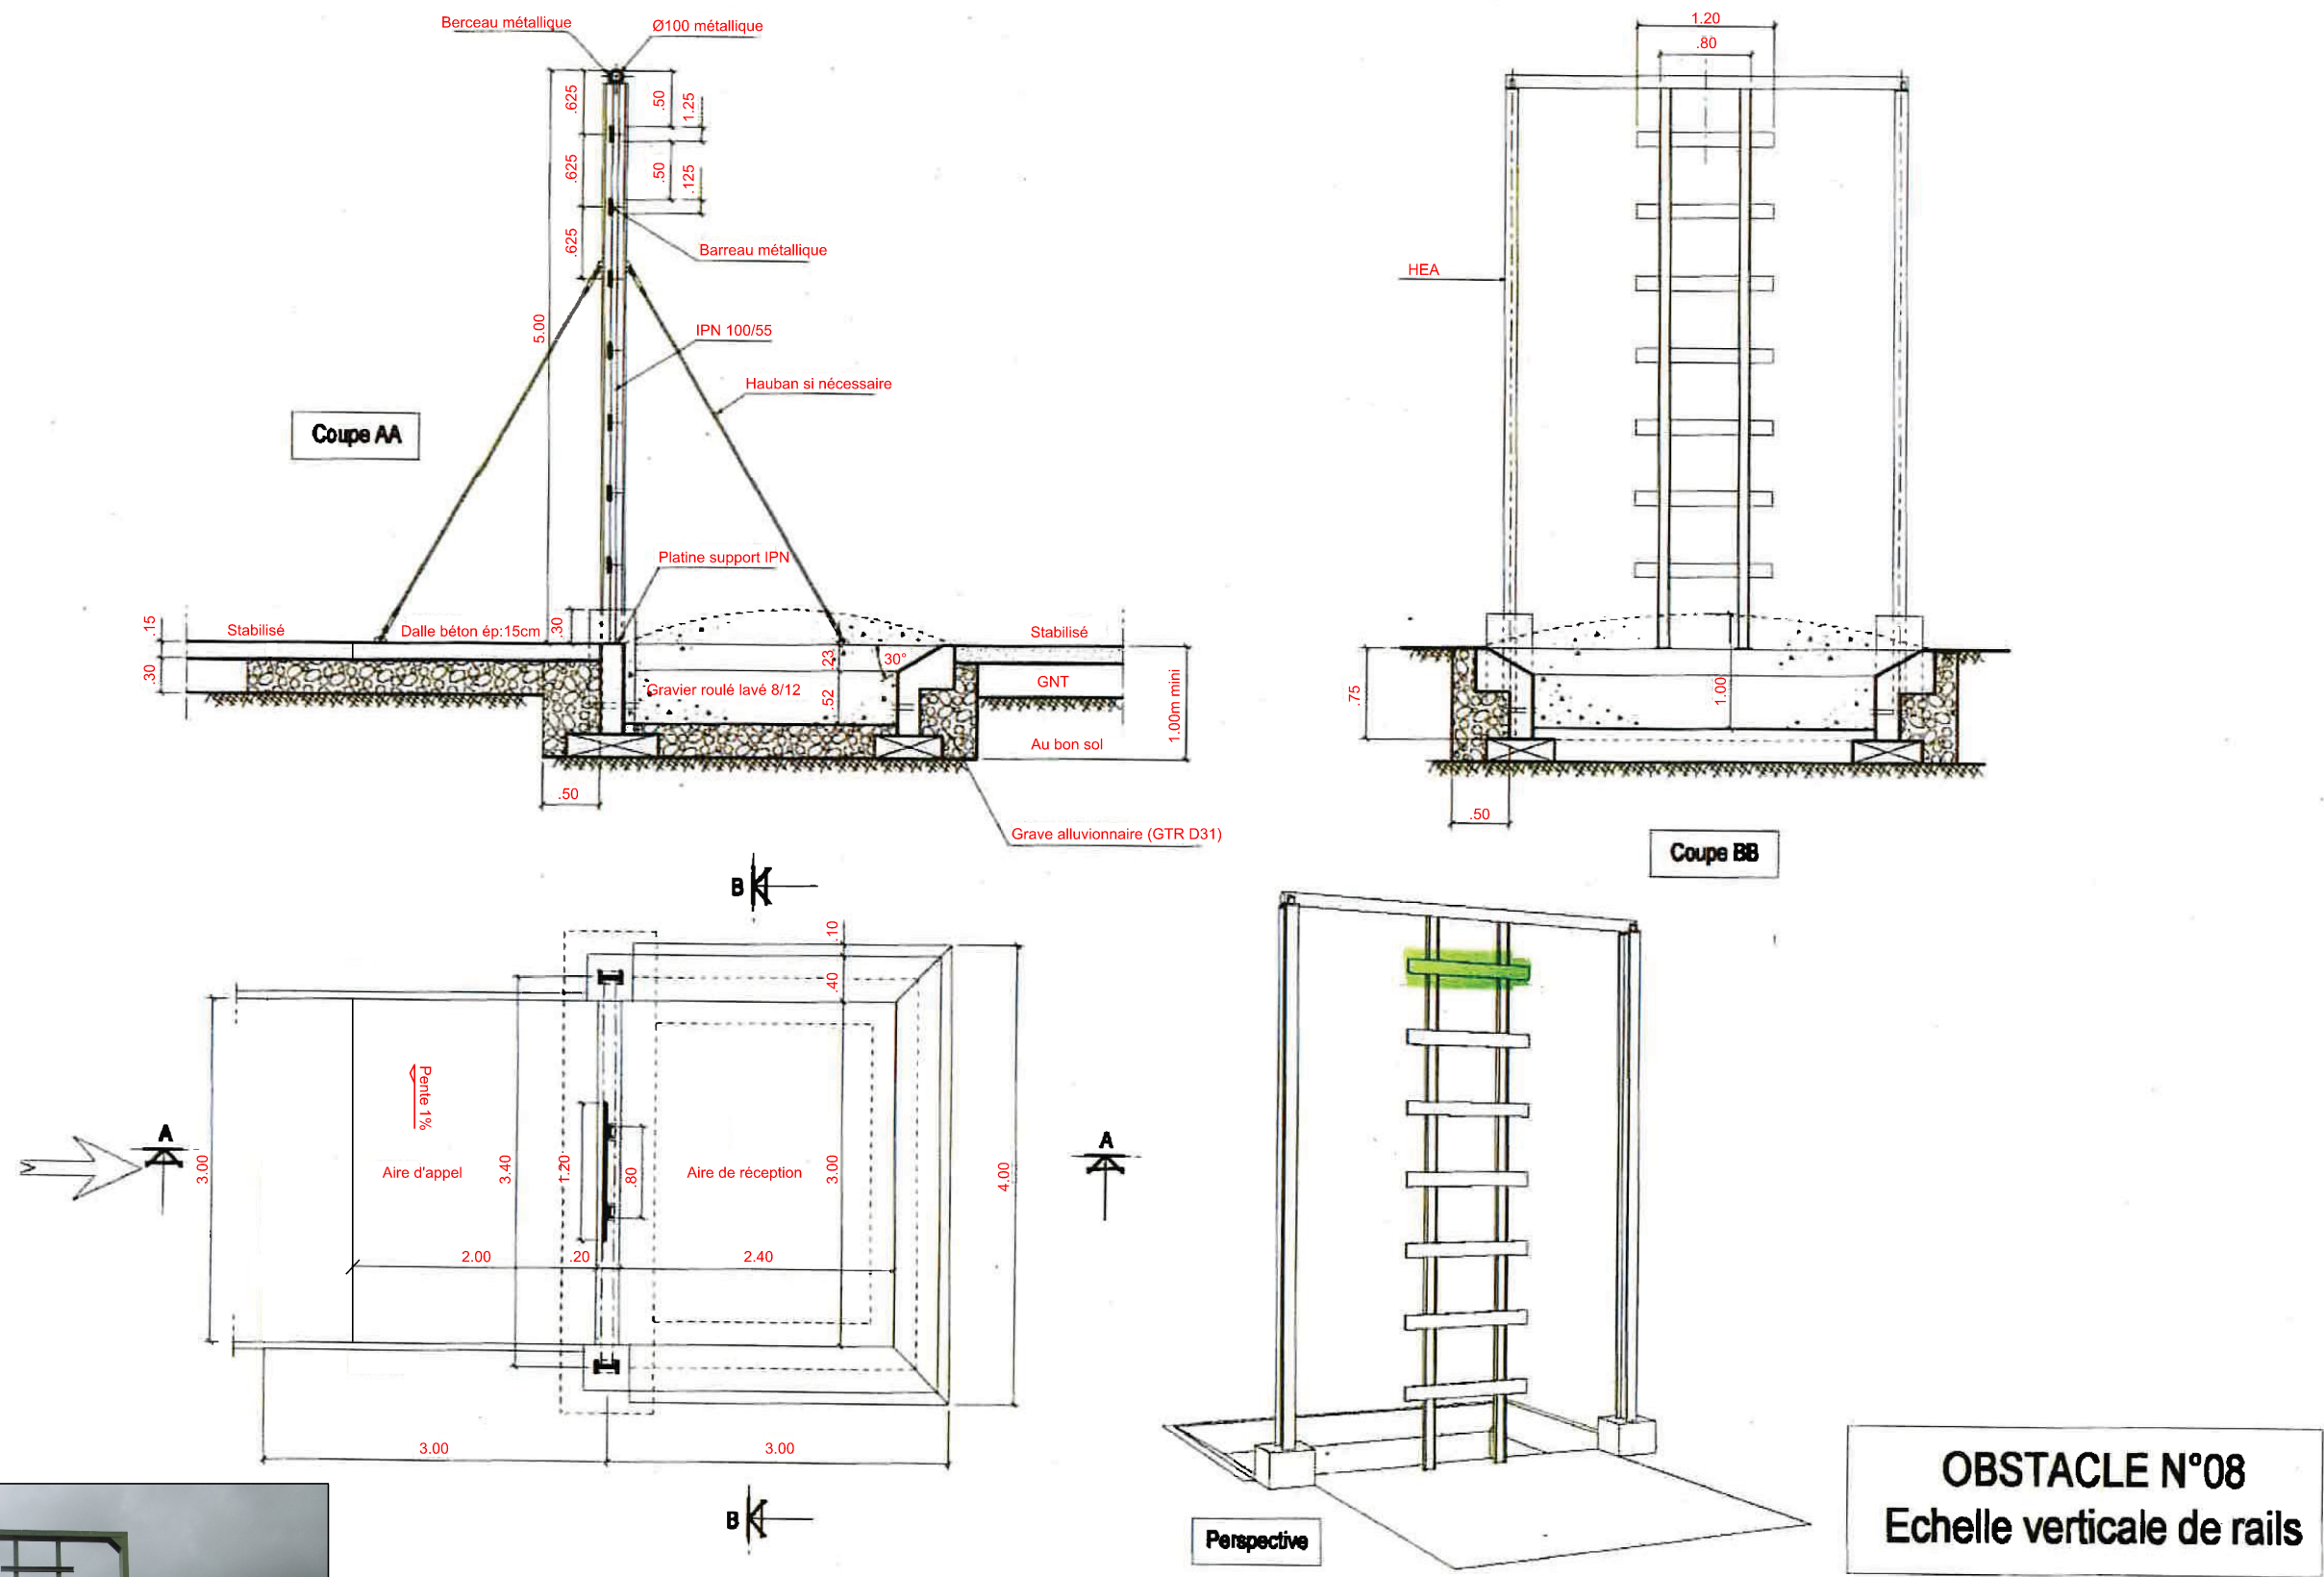 Berceau métallique
Ø100 métallique
.625
.50
1.25
.625
.50
.125
.625
Barreau métallique
5.00
IPN 100/55
Hauban si nécessaire
Coupe AA
Platine support IPN
.15
Stabilisé
Dalle béton ép:15cm
.30
Stabilisé
.30
Gravier roulé lavé 8/12
.23
30°
.52
GNT
1.00m mini
Au bon sol
.50
Grave alluvionnaire (GTR D31)
1.20
.80
HEA
.75
1.00
.50
Coupe BB
B
.10
.40
Pente 1%
A
3.00
Aire d'appel
3.40
1.20
.80
Aire de réception
3.00
4.00
A
2.00
.20
2.40
3.00
3.00
B
Perspective
OBSTACLE N°08
Echelle verticale de rails